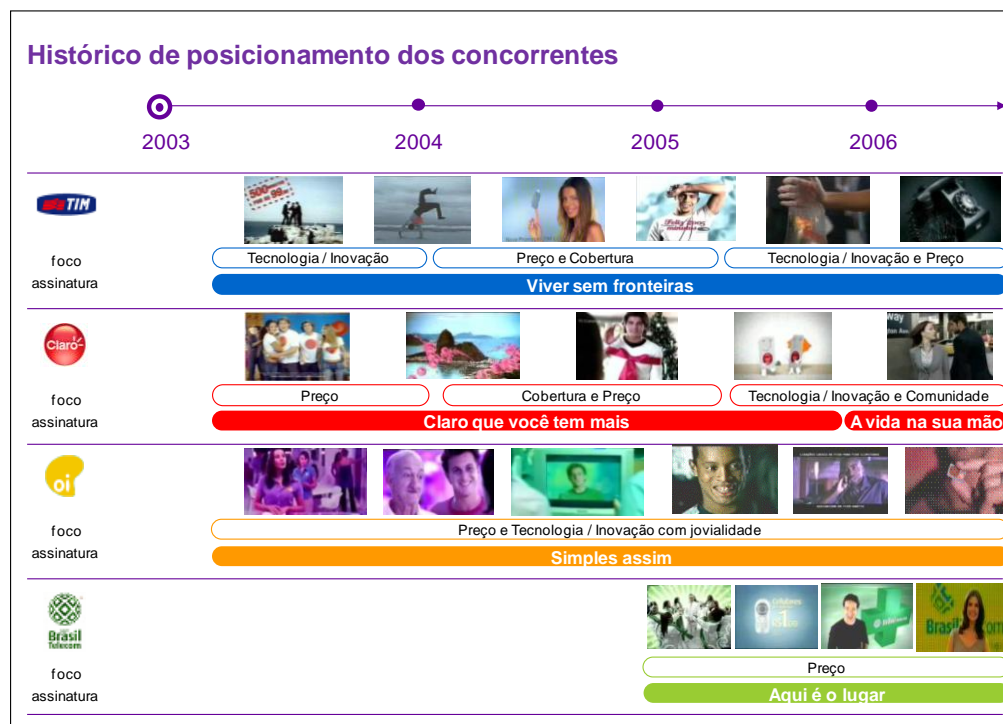 Histórico de posicionamento dos concorrentes
2003 2004 2005 2006
TIM
500
99
foco
Tecnologia / Inovação Preço e Cobertura Tecnologia / Inovação e Preço
assinatura
Viver sem fronteiras
Claro
way
foco
Preço Cobertura e Preço Tecnologia / Inovação e Comunidade
assinatura
Claro que você tem mais A vida na sua mão
oi
foco
Preço e Tecnologia / Inovação com jovialidade
assinatura
Simples assim
Brasil
Telecom
foco
Preço
assinatura
Aqui é o lugar